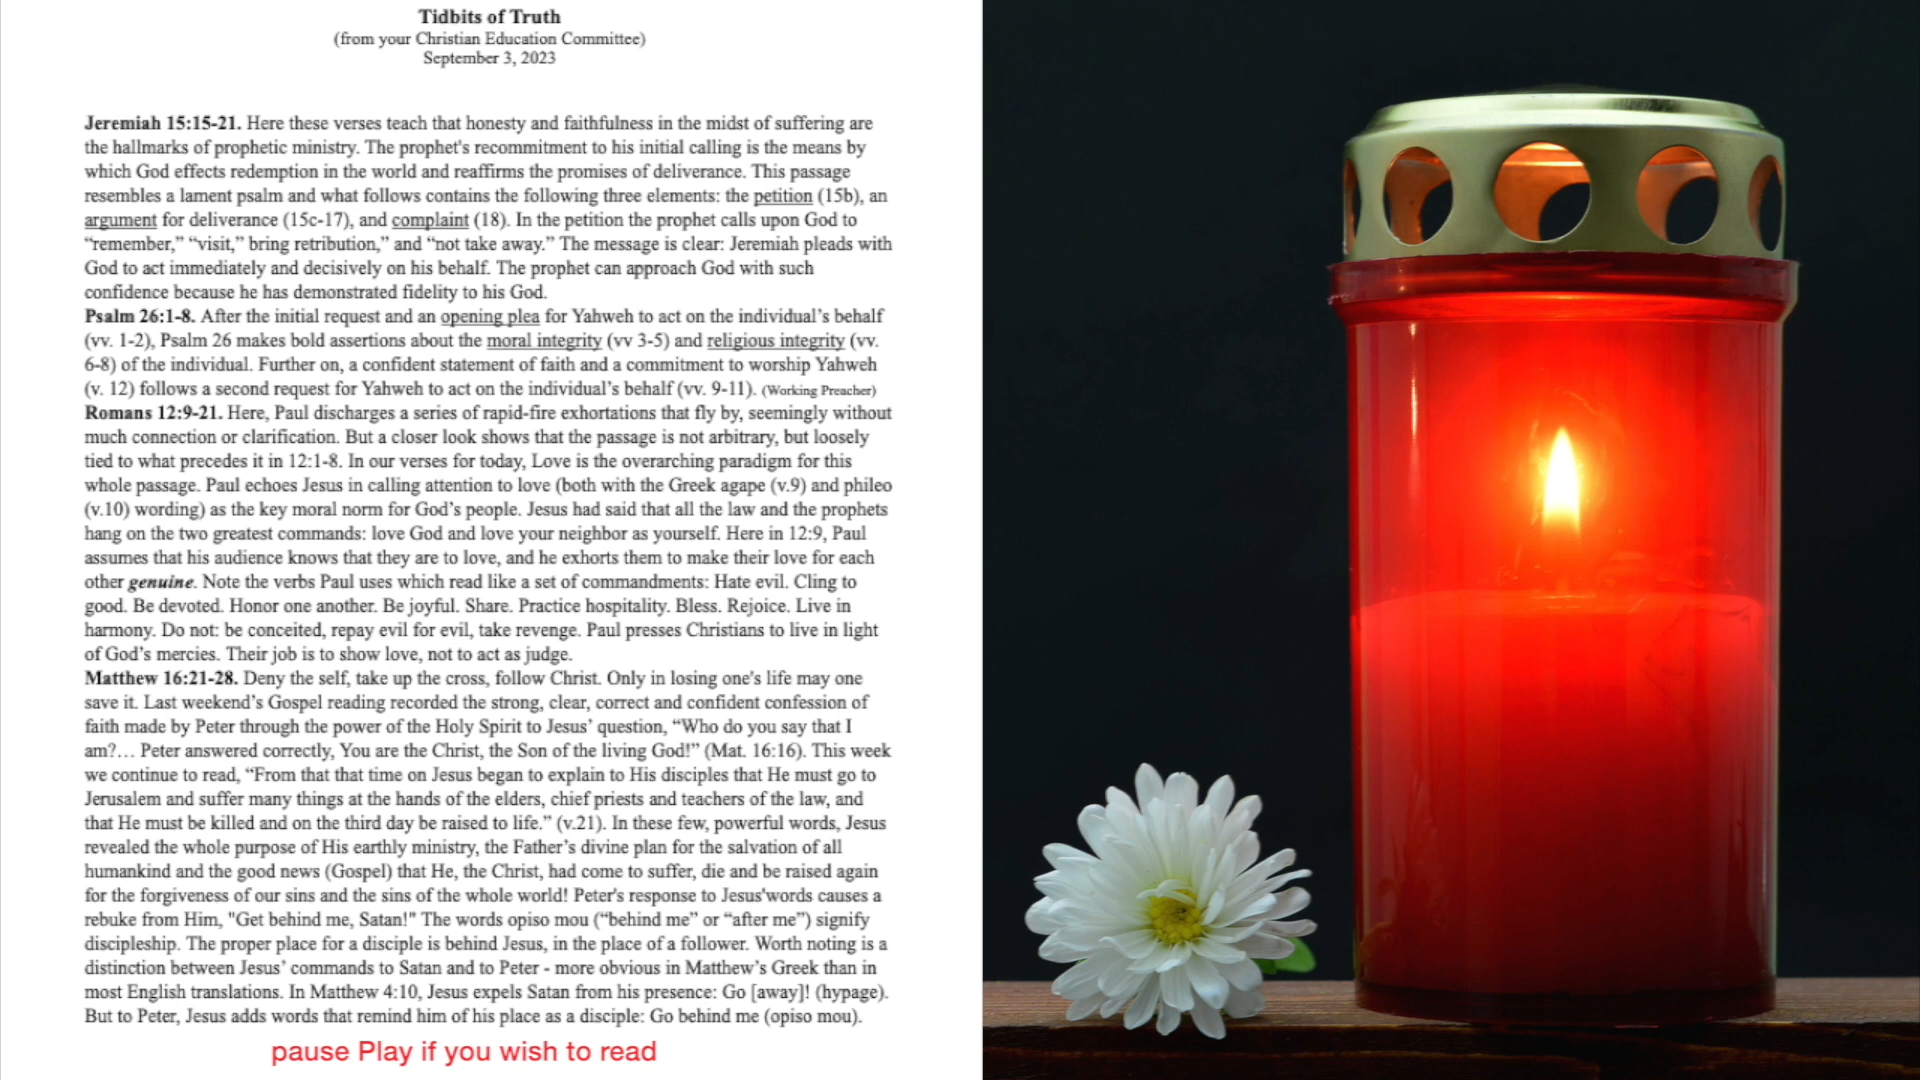 Tidbits of Truth
(from your Christian Education Committee)
September 3, 2023
Jeremiah 15:15-21. Here these verses teach that honesty and faithfulness in the midst of suffering are
the hallmarks of prophetic ministry. The prophet's recommitment to his initial calling is the means by
which God effects redemption in the world and reaffirms the promises of deliverance. This passage
resembles a lament psalm and what follows contains the following three elements: the petition (15b), an
argument for deliverance (15c-17), and complaint (18). In the petition the prophet calls upon God to
“remember,” “visit,” bring retribution,” and “not take away.” The message is clear: Jeremiah pleads with
God to act immediately and decisively on his behalf. The prophet can approach God with such
confidence because he has demonstrated fidelity to his God.
Psalm 26:1-8. After the initial request and an opening plea for Yahweh to act on the individual’s behalf
(vv. 1-2), Psalm 26 makes bold assertions about the moral integrity (vv 3-5) and religious integrity (vv.
6-8) of the individual. Further on, a confident statement of faith and a commitment to worship Yahweh
(v. 12) follows a second request for Yahweh to act on the individual’s behalf (vv. 9-11). (Working Preacher)
Romans 12:9-21. Here, Paul discharges a series of rapid-fire exhortations that fly by, seemingly without
much connection or clarification. But a closer look shows that the passage is not arbitrary, but loosely
tied to what precedes it in 12:1-8. In our verses for today, Love is the overarching paradigm for this
whole passage. Paul echoes Jesus in calling attention to love (both with the Greek agape (v.9) and phileo
(v.10) wording) as the key moral norm for God’s people. Jesus had said that all the law and the prophets
hang on the two greatest commands: love God and love your neighbor as yourself. Here in 12:9, Paul
assumes that his audience knows that they are to love, and he exhorts them to make their love for each
other genuine. Note the verbs Paul uses which read like a set of commandments: Hate evil. Cling to
good. Be devoted. Honor one another. Be joyful. Share. Practice hospitality. Bless. Rejoice. Live in
harmony. Do not: be conceited, repay evil for evil, take revenge. Paul presses Christians to live in light
of God’s mercies. Their job is to show love, not to act as judge.
Matthew 16:21-28. Deny the self, take up the cross, follow Christ. Only in losing one's life may one
save it. Last weekend’s Gospel reading recorded the strong, clear, correct and confident confession of
faith made by Peter through the power of the Holy Spirit to Jesus’ question, “Who do you say that I
am?… Peter answered correctly, You are the Christ, the Son of the living God!” (Mat. 16:16). This week
we continue to read, “From that that time on Jesus began to explain to His disciples that He must go to
Jerusalem and suffer many things at the hands of the elders, chief priests and teachers of the law, and
that He must be killed and on the third day be raised to life.” (v.21). In these few, powerful words, Jesus
revealed the whole purpose of His earthly ministry, the Father’s divine plan for the salvation of all
humankind and the good news (Gospel) that He, the Christ, had come to suffer, die and be raised again
for the forgiveness of our sins and the sins of the whole world! Peter's response to Jesus'words causes a
rebuke from Him, "Get behind me, Satan!" The words opiso mou (“behind me” or “after me”) signify
discipleship. The proper place for a disciple is behind Jesus, in the place of a follower. Worth noting is a
distinction between Jesus’ commands to Satan and to Peter - more obvious in Matthew’s Greek than in
most English translations. In Matthew 4:10, Jesus expels Satan from his presence: Go [away]! (hypage).
But to Peter, Jesus adds words that remind him of his place as a disciple: Go behind me (opiso mou).
pause Play if you wish to read